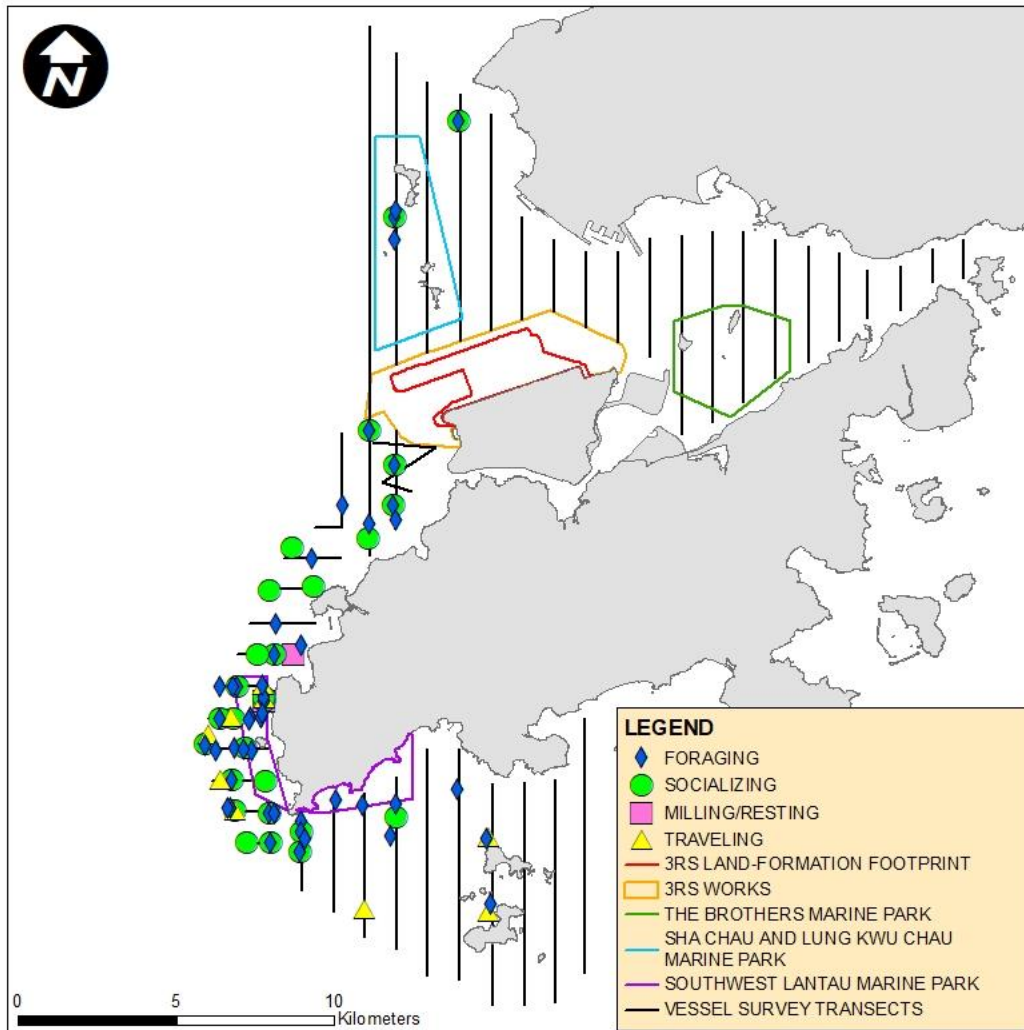 N
LEGEND
FORAGING
SOCIALIZING
MILLING/RESTING
TRAVELING
3RS LAND-FORMATION FOOTPRINT
3RS WORKS
THE BROTHERS MARINE PARK
SHA CHAU AND LUNG KWU CHAU
MARINE PARK
SOUTHWEST LANTAU MARINE PARK
VESSEL SURVEY TRANSECTS
0 5 10
Kilometers